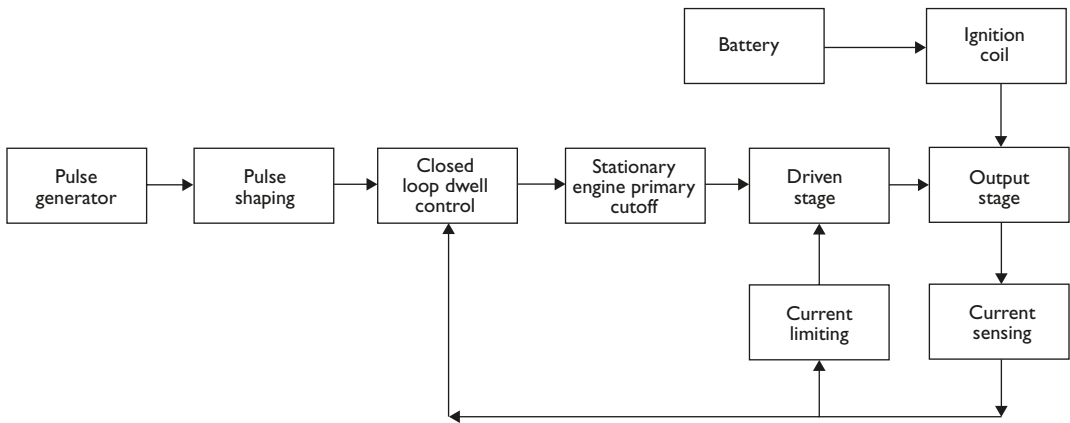 Battery
Ignition
coil
Pulse
generator
Pulse
shaping
Closed
loop dwell
control
Stationary
engine primary
cutoff
Driven
stage
Output
stage
Current
limiting
Current
sensing